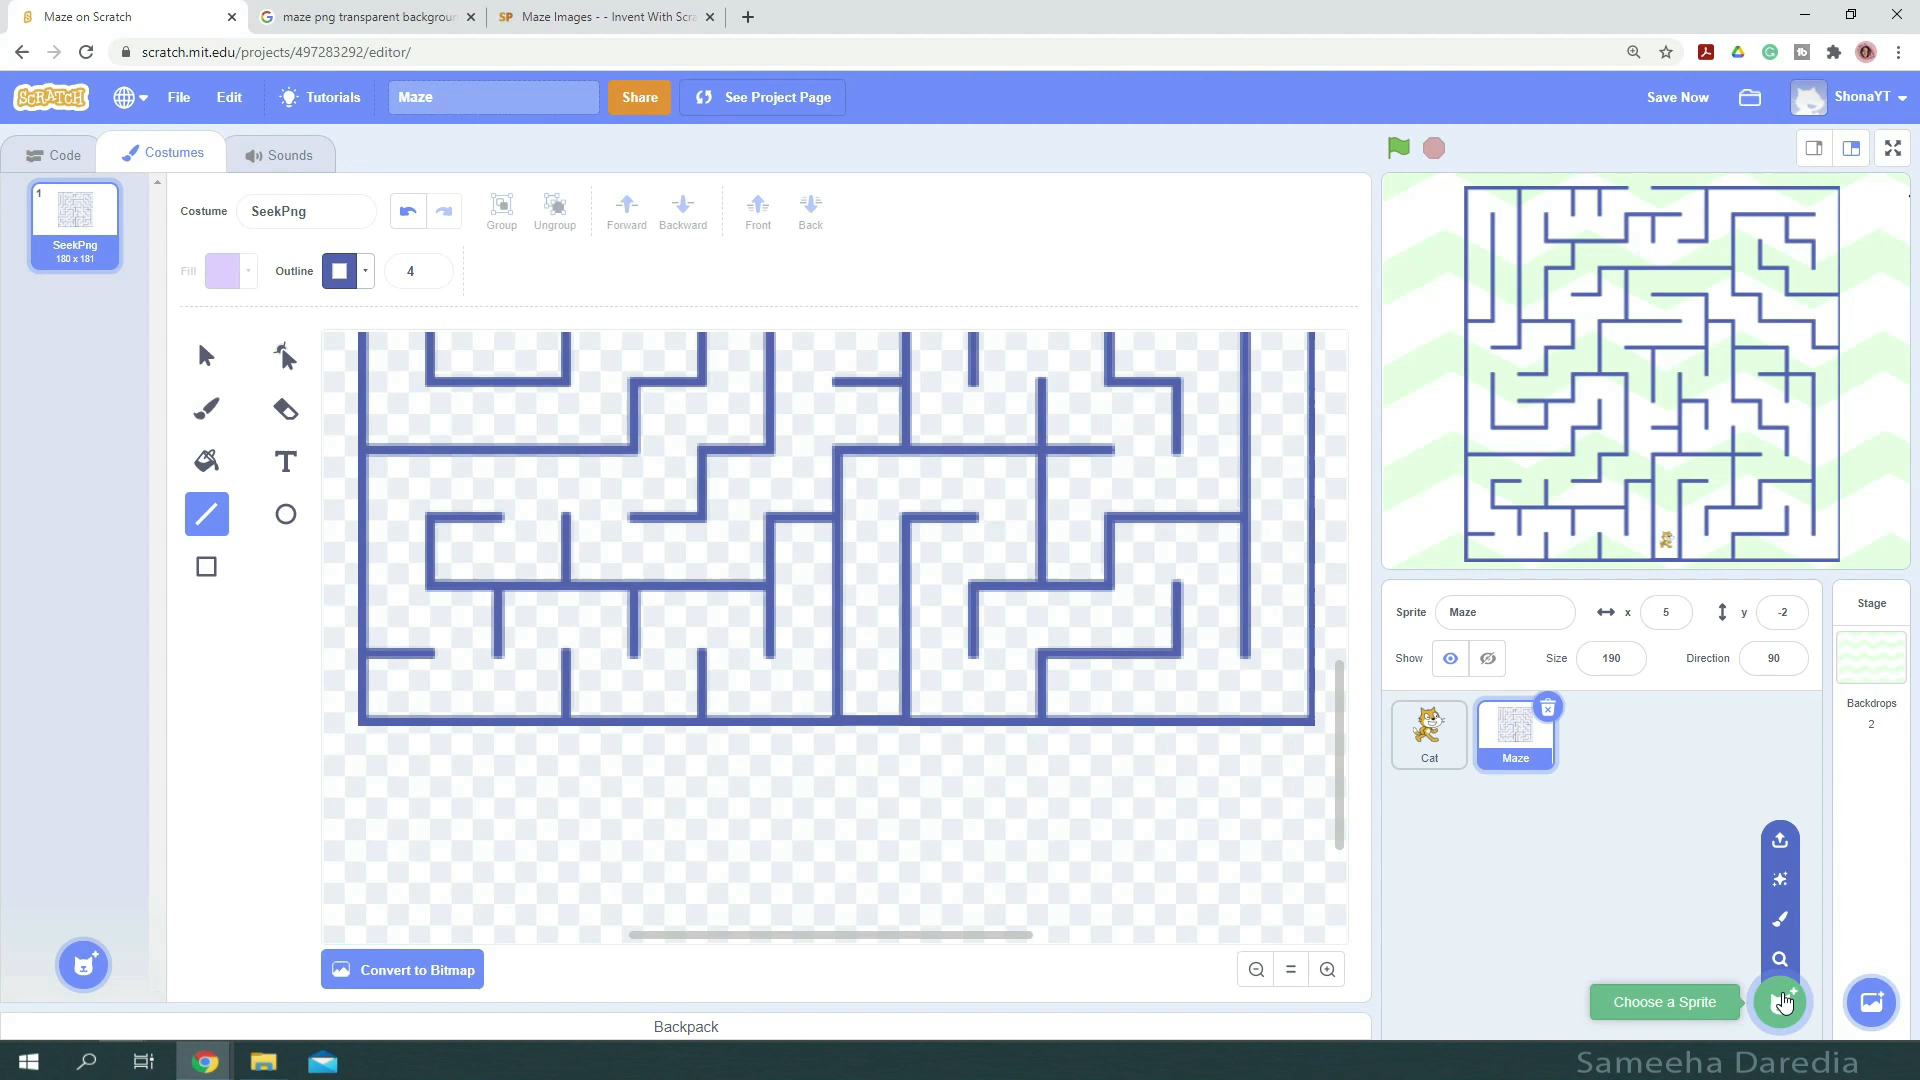 Maze on Scratch
maze png transparent backgroun
Maze Images - - Invent With Scra
scratch.mit.edu/projects/497283292/editor/
SCRATCH
File
Edit
Tutorials
Maze
Share
See Project Page
Save Now
ShonaYT
Code
Costumes
Sounds
1
SeekPng
180 x 181
Costume
SeekPng
Group
Ungroup
Forward
Backward
Front
Back
Fill
Outline
4
T
Convert to Bitmap
Backpack
Sprite
Maze
x
5
y
-2
Show
Size
190
Direction
90
Cat
Maze
Stage
Backdrops
2
Choose a Sprite
Sameeha Daredia